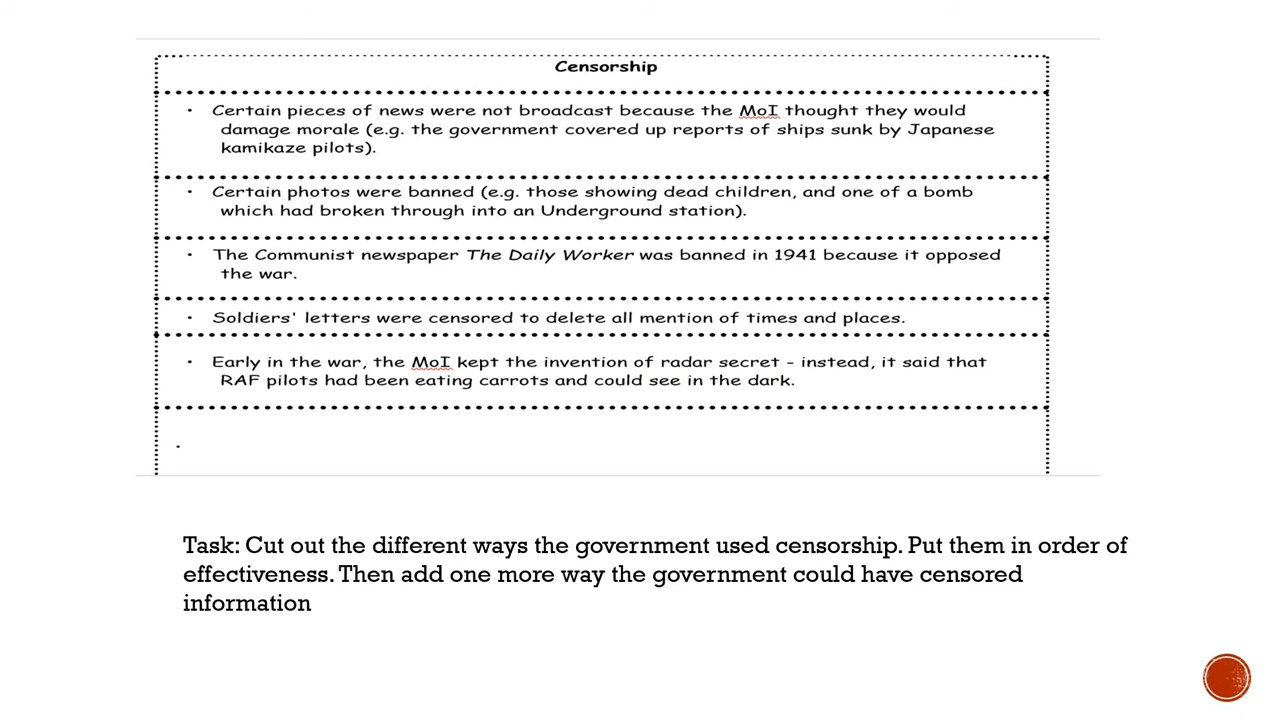 Censorship
• Certain pieces of news were not broadcast because the MoI thought they would
damage morale (e.g. the government covered up reports of ships sunk by Japanese
kamikaze pilots).
• Certain photos were banned (e.g. those showing dead children, and one of a bomb
which had broken through into an Underground station).
• The Communist newspaper The Daily Worker was banned in 1941 because it opposed
the war.
• Soldiers' letters were censored to delete all mention of times and places.
• Early in the war, the MoI kept the invention of radar secret - instead, it said that
RAF pilots had been eating carrots and could see in the dark.
•
Task: Cut out the different ways the government used censorship. Put them in order of
effectiveness. Then add one more way the government could have censored
information